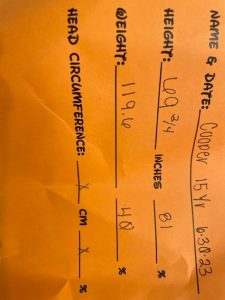 NAME & DATE: Cooper 15 yr 6.30.23
HEIGHT: 69 3/4 INCHES 81 %
WEIGHT: 119.6 40 %
HEAD CIRCUMFERENCE: X CM X %